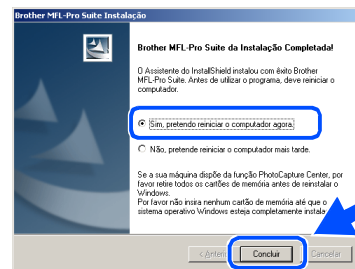 Brother MFL-Pro Suite Instalação
Brother MFL-Pro Suite da Instalação Completada!
O Assistente do InstallShield instalou com êxito Brother
MFL-Pro Suite. Antes de utilizar o programa, deve reiniciar o
computador.
Sim, pretendo reiniciar o computador agora.
Não, pretende reiniciar o computador mais tarde.
Se a sua máquina dispõe da função PhotoCapture Center, por
favor retire todos os cartões de memória antes de reinstalar o
Windows.
Por favor não insira nenhum cartão de memória até que o
sistema operativo Windows esteja completamente instala
< Anteri Concluir Cancelar